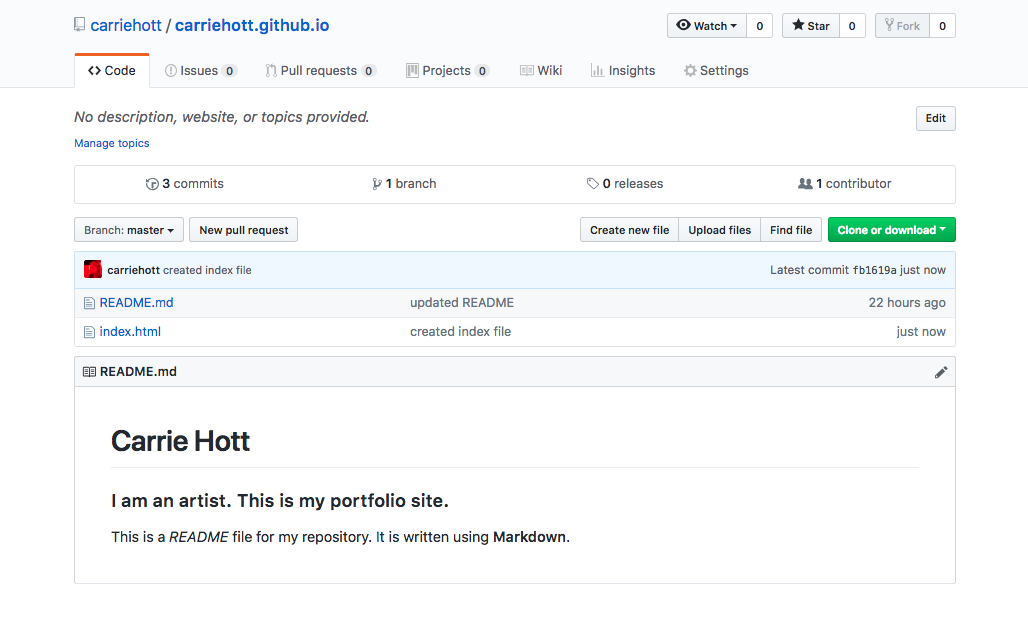 carriehott / carriehott.github.io
Watch 0 Star 0 Fork 0
Code Issues 0 Pull requests 0 Projects 0 Wiki Insights Settings
No description, website, or topics provided. Edit
Manage topics
3 commits 1 branch 0 releases 1 contributor
Branch: master New pull request Create new file Upload files Find file Clone or download
carriehott created index file Latest commit fb1619a just now
README.md updated README 22 hours ago
index.html created index file just now
README.md
Carrie Hott
I am an artist. This is my portfolio site.
This is a README file for my repository. It is written using Markdown.